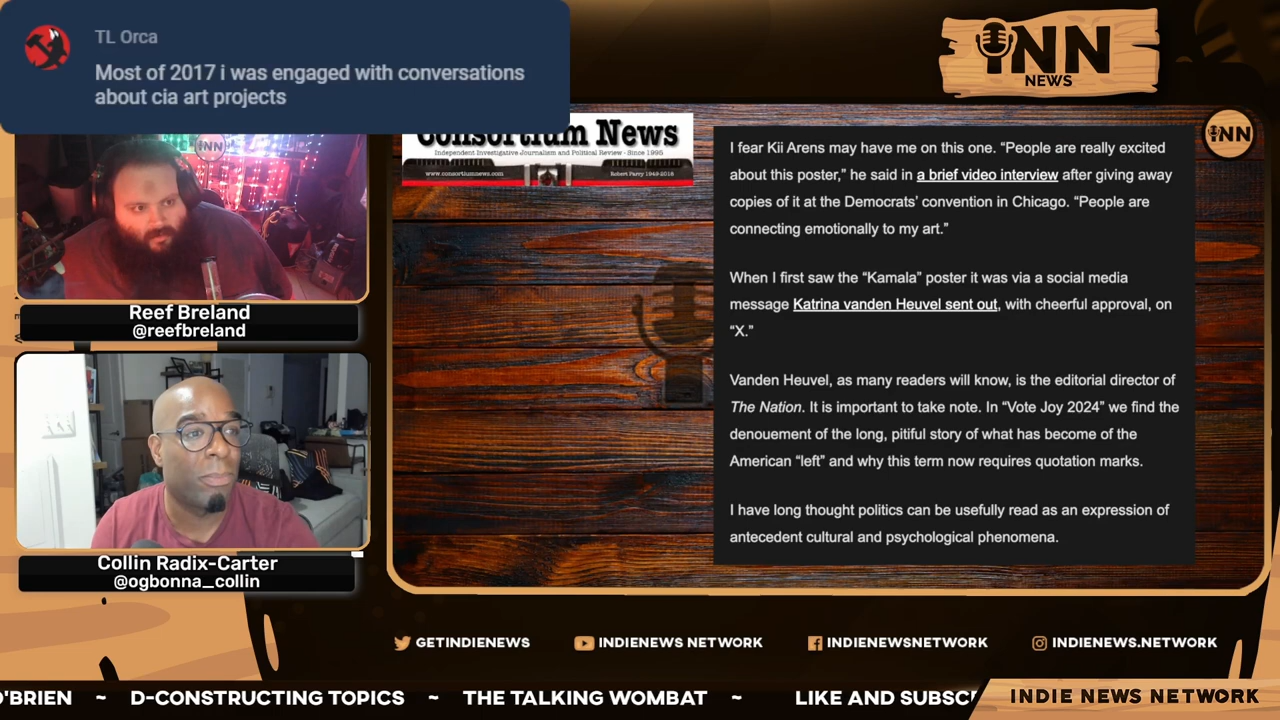 TL Orca
Most of 2017 i was engaged with conversations
about cia art projects
iNN
NEWS
Consortium News
Independent Investigative Journalism and Political Review - Since 1995
www.consortiumnews.com
Robert Parry 1949-2018
iNN
I fear Kii Arens may have me on this one. “People are really excited
about this poster,” he said in a brief video interview after giving away
copies of it at the Democrats’ convention in Chicago. “People are
connecting emotionally to my art.”
When I first saw the “Kamala” poster it was via a social media
message Katrina vanden Heuvel sent out, with cheerful approval, on
“X.”
Vanden Heuvel, as many readers will know, is the editorial director of
The Nation. It is important to take note. In “Vote Joy 2024” we find the
denouement of the long, pitiful story of what has become of the
American “left” and why this term now requires quotation marks.
I have long thought politics can be usefully read as an expression of
antecedent cultural and psychological phenomena.
iNN
Reef Breland
@reefbreland
Collin Radix-Carter
@ogbonna_collin
GETINDIENEWS
INDIENEWS NETWORK
INDIENEWSNETWORK
INDIENEWS.NETWORK
O'BRIEN ~ D-CONSTRUCTING TOPICS ~ THE TALKING WOMBAT ~ LIKE AND SUBSC
INDIE NEWS NETWORK